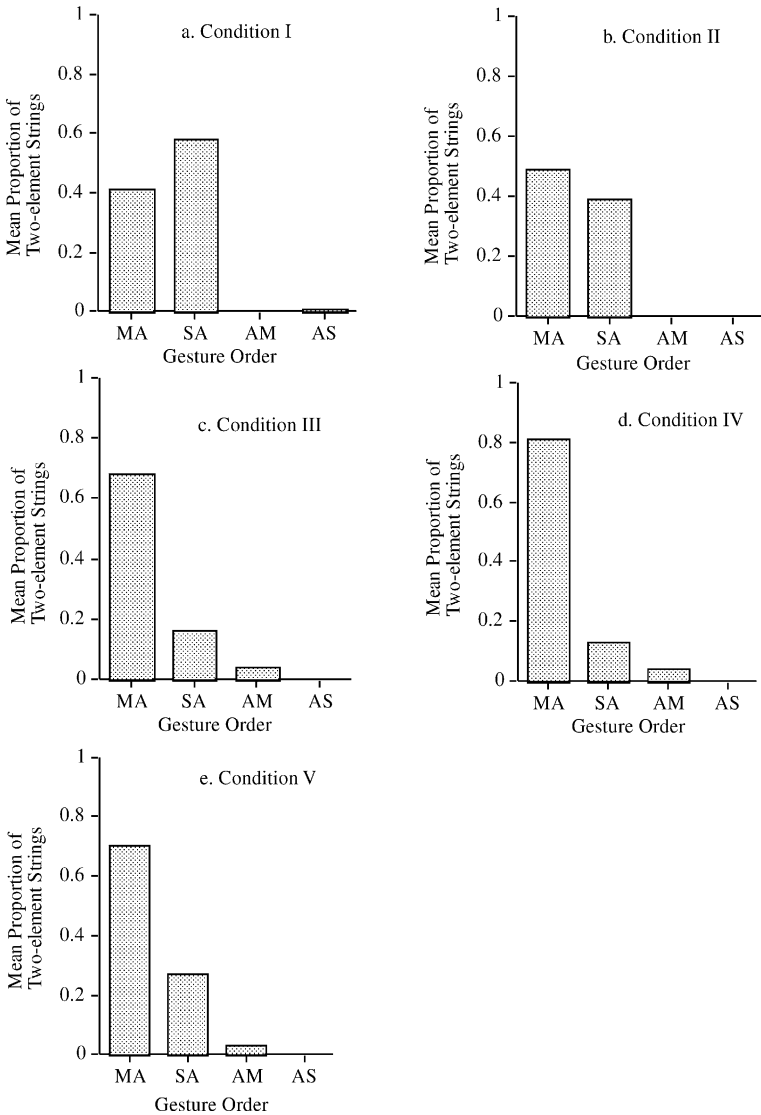 a. Condition I
Mean Proportion of
Two-element Strings
1
0.8
0.6
0.4
0.2
0
MA SA AM AS
Gesture Order
b. Condition II
Mean Proportion of
Two-element Strings
1
0.8
0.6
0.4
0.2
0
MA SA AM AS
Gesture Order
c. Condition III
Mean Proportion of
Two-element Strings
1
0.8
0.6
0.4
0.2
0
MA SA AM AS
Gesture Order
d. Condition IV
Mean Proportion of
Two-element Strings
1
0.8
0.6
0.4
0.2
0
MA SA AM AS
Gesture Order
e. Condition V
Mean Proportion of
Two-element Strings
1
0.8
0.6
0.4
0.2
0
MA SA AM AS
Gesture Order